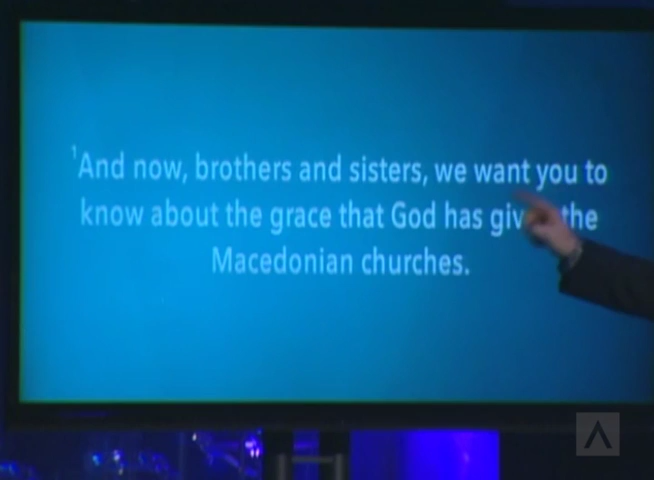 ¹And now, brothers and sisters, we want you to
know about the grace that God has the
Macedonian churches.